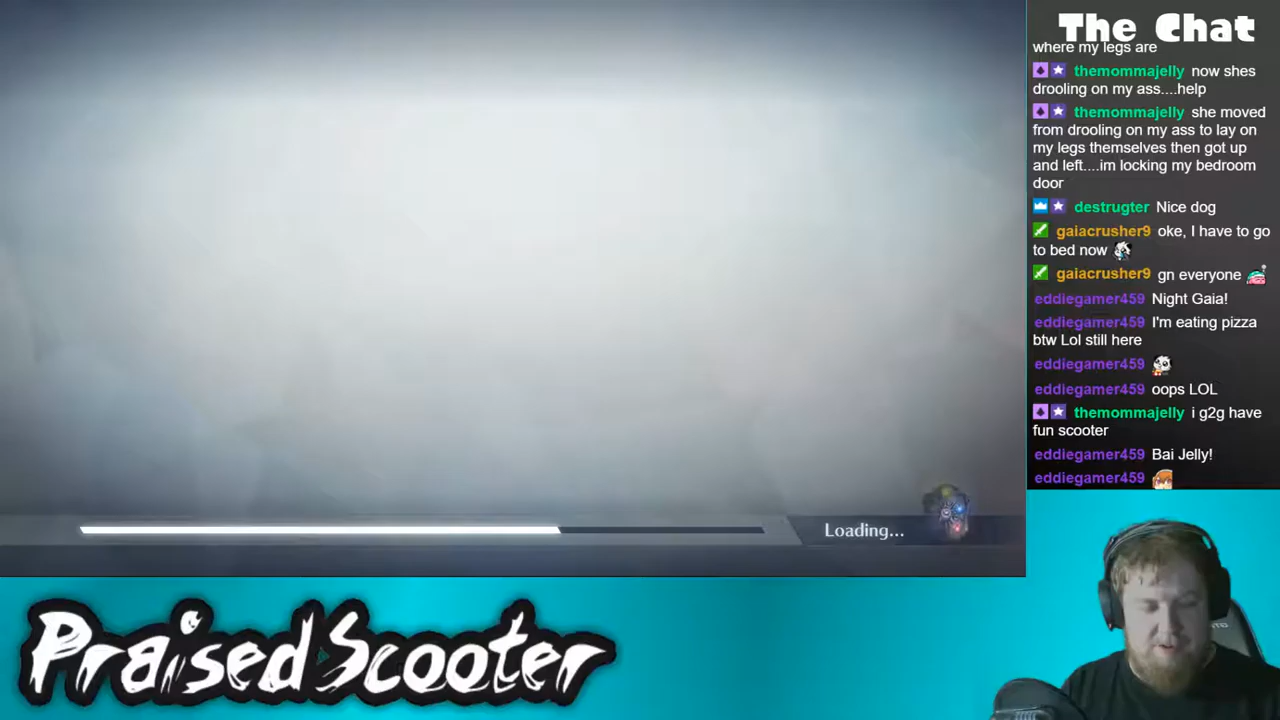 The Chat
where my legs are
themommajelly now shes
drooling on my ass....help
themommajelly she moved
from drooling on my ass to lay on
my legs themselves then got up
and left....im locking my bedroom
door
destrugter Nice dog
gaiacrusher9 oke, I have to go
to bed now
gaiacrusher9 gn everyone
eddiegamer459 Night Gaia!
eddiegamer459 I'm eating pizza
btw Lol still here
eddiegamer459
eddiegamer459 oops LOL
themommajelly i g2g have
fun scooter
eddiegamer459 Bai Jelly!
eddiegamer459
Loading...
PraisedScooter